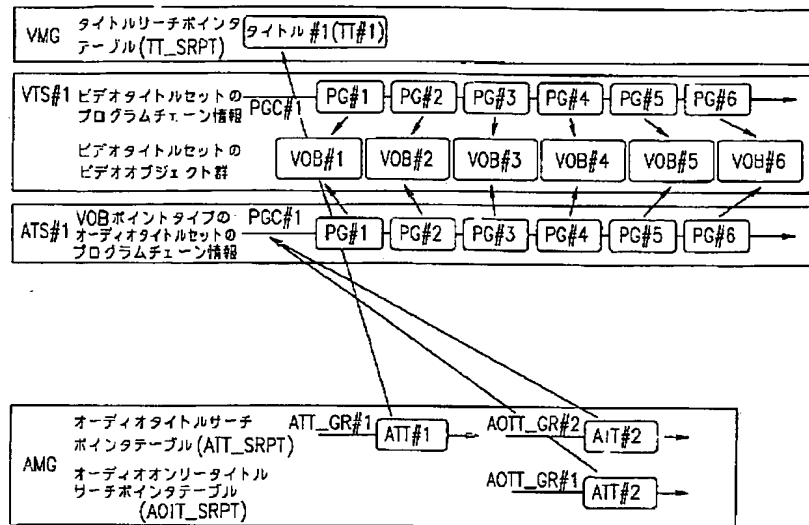 VMG
タイトルサーチポインタ
テーブル(TT_SRPT)
タイトル #1(TT#1)
VTS#1
ビデオタイトルセットの
プログラムチェーン情報
PGC#1
PG#1
PG#2
PG#3
PG#4
PG#5
PG#6
ビデオタイトルセットの
ビデオオブジェクト群
VOB#1
VOB#2
VOB#3
VOB#4
VOB#5
VOB#6
ATS#1
VOBポイントタイプの
オーディオタイトルセットの
プログラムチェーン情報
PGC#1
PG#1
PG#2
PG#3
PG#4
PG#5
PG#6
AMG
オーディオタイトルサーチ
ポインタテーブル(ATT_SRPT)
ATT_GR#1
ATT#1
AOTT_GR#2
AIT#2
オーディオオンリータイトル
サーチポインタテーブル
(AOIT_SRPT)
AOTT_GR#1
ATT#2